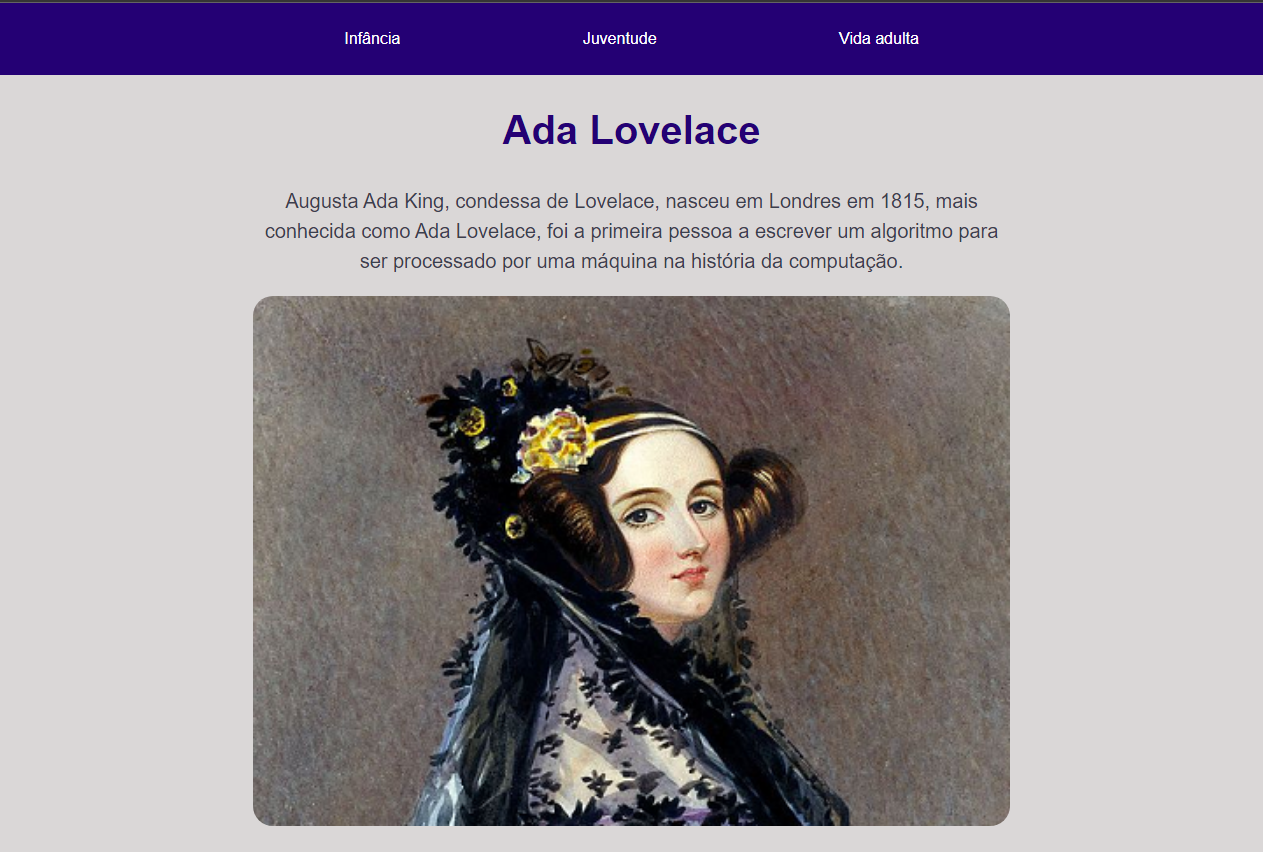 Infância
Juventude
Vida adulta
Ada Lovelace
Augusta Ada King, condessa de Lovelace, nasceu em Londres em 1815, mais
conhecida como Ada Lovelace, foi a primeira pessoa a escrever um algoritmo para
ser processado por uma máquina na história da computação.